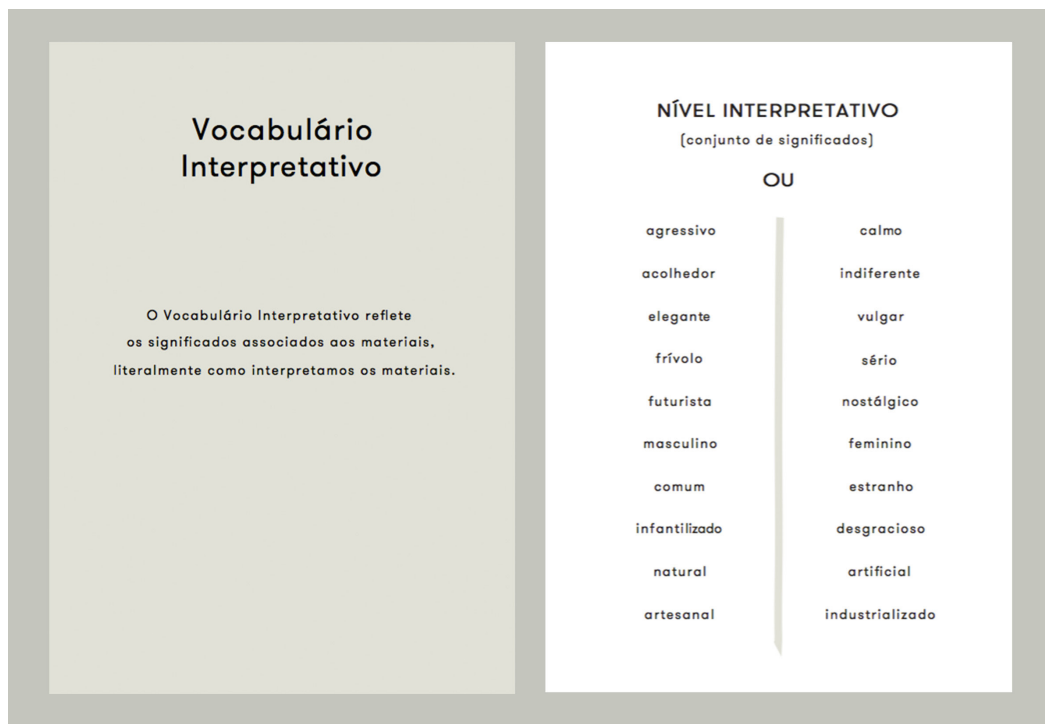 Vocabulário
Interpretativo
O Vocabulário Interpretativo reflete
os significados associados aos materiais,
literalmente como interpretamos os materiais.
NÍVEL INTERPRETATIVO
(conjunto de significados)
OU
agressivo calmo
acolhedor indiferente
elegante vulgar
frívolo sério
futurista nostálgico
masculino feminino
comum estranho
infantilizado desgracioso
natural artificial
artesanal industrializado